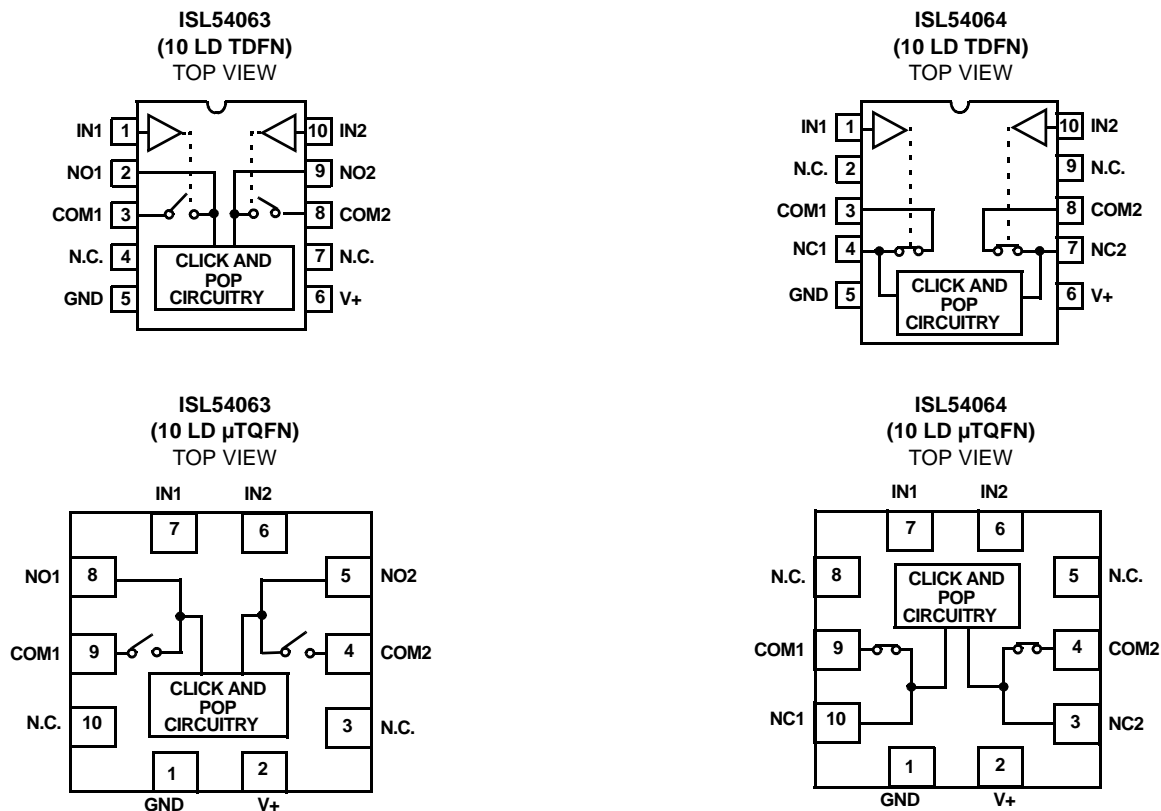 ISL54063
(10 LD TDFN)
TOP VIEW
IN1 1 10 IN2
NO1 2 9 NO2
COM1 3 8 COM2
N.C. 4 7 N.C.
CLICK AND
POP
CIRCUITRY
GND 5 6 V+
ISL54064
(10 LD TDFN)
TOP VIEW
IN1 1 10 IN2
N.C. 2 9 N.C.
COM1 3 8 COM2
NC1 4 7 NC2
CLICK AND
POP
CIRCUITRY
GND 5 6 V+
ISL54063
(10 LD µTQFN)
TOP VIEW
IN1 IN2
7 6
NO1 8 5 NO2
COM1 9 4 COM2
CLICK AND
POP
CIRCUITRY
N.C. 10 3 N.C.
1 2
GND V+
ISL54064
(10 LD µTQFN)
TOP VIEW
IN1 IN2
7 6
N.C. 8 5 N.C.
CLICK AND
POP
CIRCUITRY
COM1 9 4 COM2
NC1 10 3 NC2
1 2
GND V+